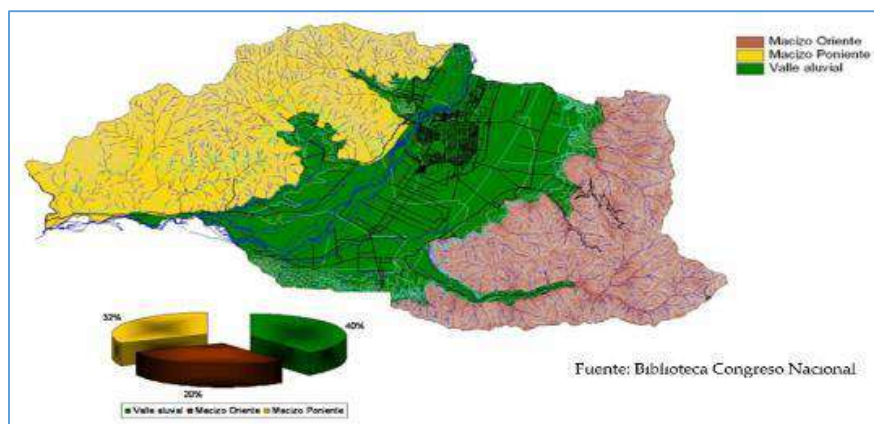 Macizo Oriente
Macizo Poniente
Valle aluvial
32%
40%
20%
Fuente: Biblioteca Congreso Nacional
Valle aluvial Macizo Oriente Macizo Poniente